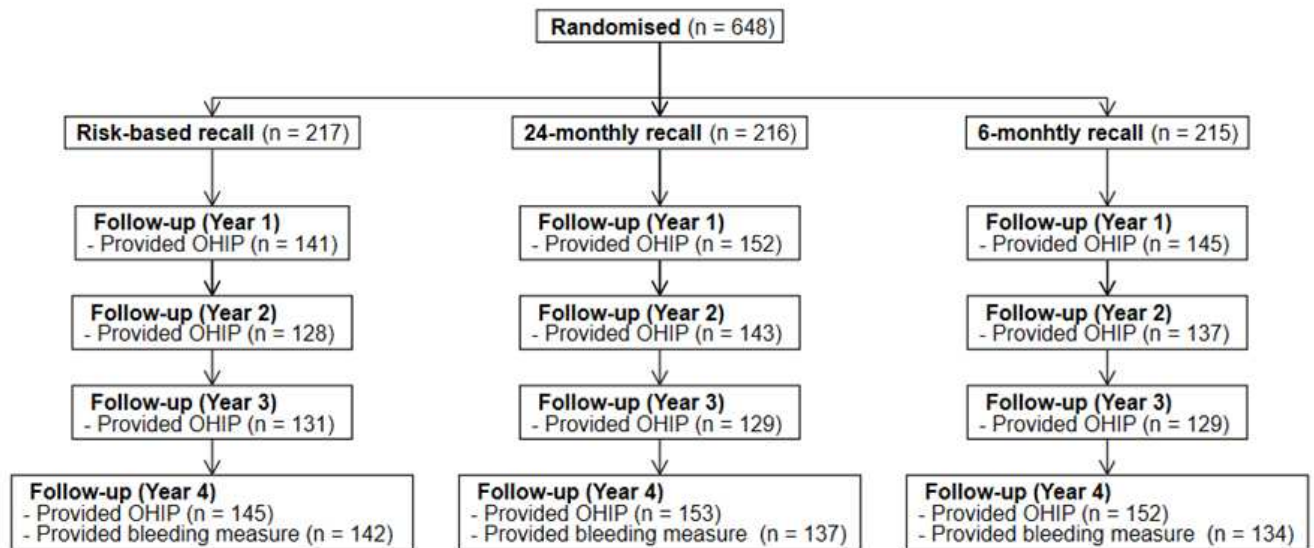 Randomised (n = 648)
Risk-based recall (n = 217)
24-monthly recall (n = 216)
6-monhtly recall (n = 215)
Follow-up (Year 1)
- Provided OHIP (n = 141)
Follow-up (Year 1)
- Provided OHIP (n = 152)
Follow-up (Year 1)
- Provided OHIP (n = 145)
Follow-up (Year 2)
- Provided OHIP (n = 128)
Follow-up (Year 2)
- Provided OHIP (n = 143)
Follow-up (Year 2)
- Provided OHIP (n = 137)
Follow-up (Year 3)
- Provided OHIP (n = 131)
Follow-up (Year 3)
- Provided OHIP (n = 129)
Follow-up (Year 3)
- Provided OHIP (n = 129)
Follow-up (Year 4)
- Provided OHIP (n = 145)
- Provided bleeding measure (n = 142)
Follow-up (Year 4)
- Provided OHIP (n = 153)
- Provided bleeding measure (n = 137)
Follow-up (Year 4)
- Provided OHIP (n = 152)
- Provided bleeding measure (n = 134)